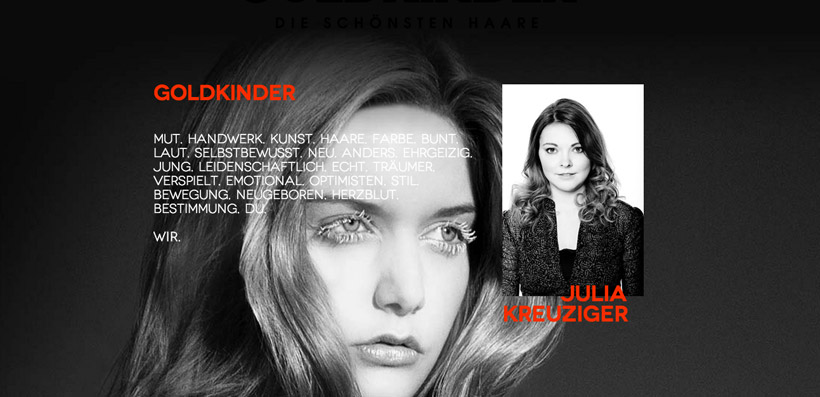 DIE SCHÖNSTEN HAARE
GOLDKINDER
MUT. HANDWERK. KUNST. HAARE. FARBE. BUNT.
LAUT. SELBSTBEWUSST. NEU. ANDERS. EHRGEIZIG.
JUNG. LEIDENSCHAFTLICH. ECHT. TRÄUMER.
VERSPIELT. EMOTIONAL. OPTIMISTEN. STIL.
BEWEGUNG. NEUGEBOREN. HERZBLUT.
BESTIMMUNG. DU.
WIR.
JULIA
KREUZIGER